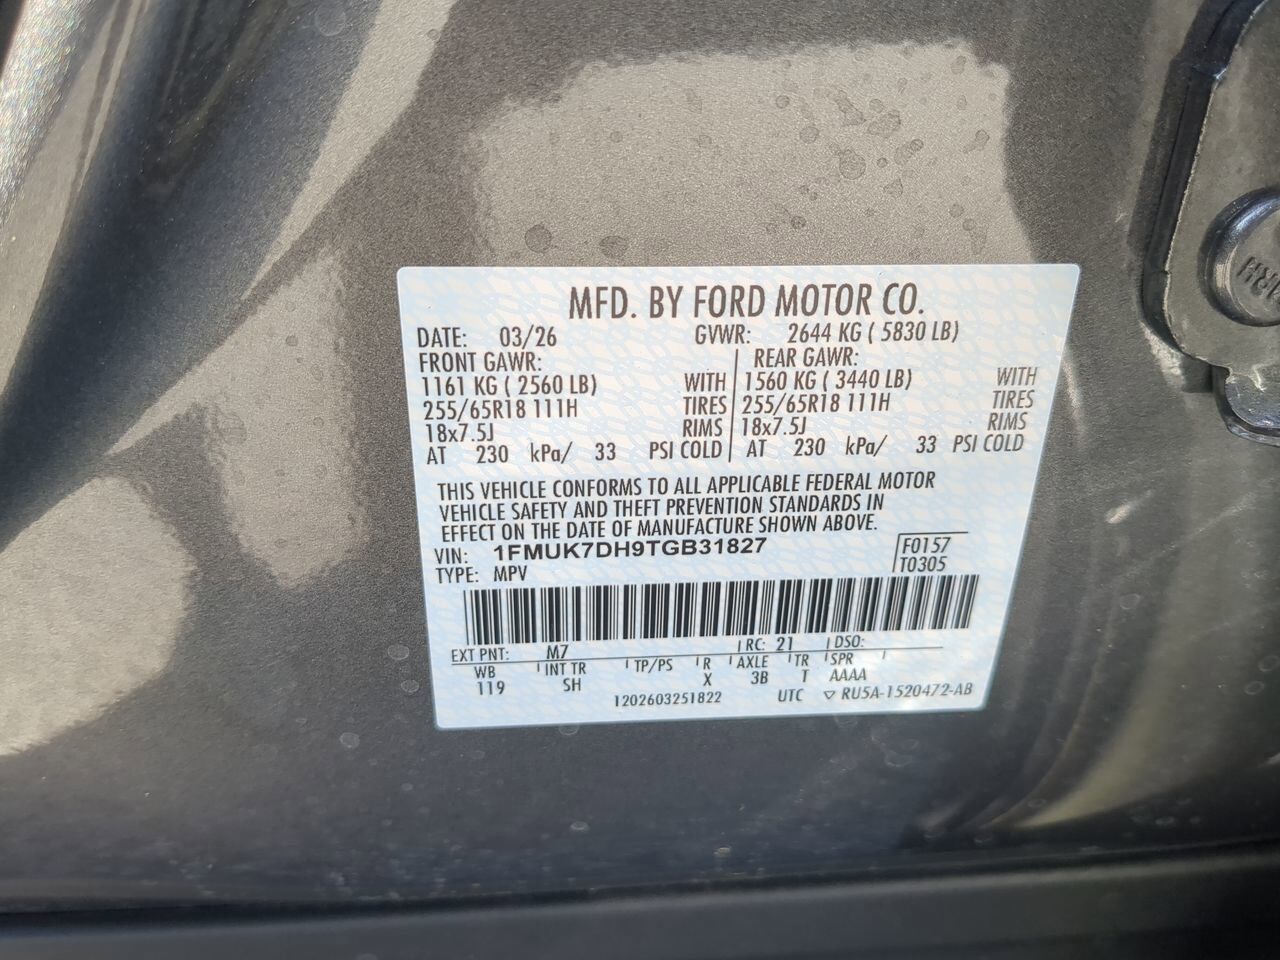 MFD. BY FORD MOTOR CO.
DATE: 03/26 GVWR: 2644 KG ( 5830 LB)
FRONT GAWR: REAR GAWR:
1161 KG ( 2560 LB) WITH 1560 KG ( 3440 LB) WITH
255/65R18 111H TIRES 255/65R18 111H TIRES
18x7.5J RIMS 18x7.5J RIMS
AT 230 kPa/ 33 PSI COLD AT 230 kPa/ 33 PSI COLD
THIS VEHICLE CONFORMS TO ALL APPLICABLE FEDERAL MOTOR
VEHICLE SAFETY AND THEFT PREVENTION STANDARDS IN
EFFECT ON THE DATE OF MANUFACTURE SHOWN ABOVE.
VIN: 1FMUK7DH9TGB31827 F0157
TYPE: MPV T0305
EXT PNT: M7 RC: 21 DSO:
WB INT TR TP/PS R AXLE TR SPR
119 SH X 3B T AAAA
1202603251822 UTC ▽ RU5A-1520472-AB